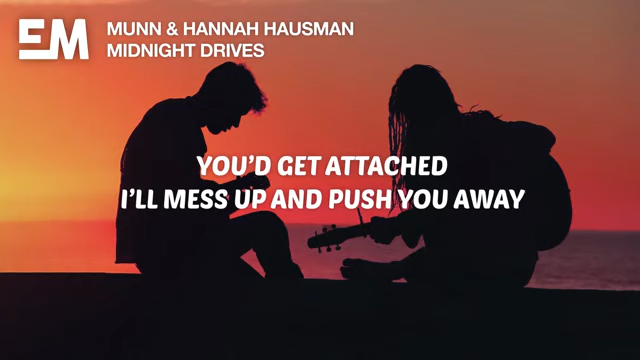 EM
MUNN & HANNAH HAUSMAN
MIDNIGHT DRIVES
YOU'D GET ATTACHED
I'LL MESS UP AND PUSH YOU AWAY